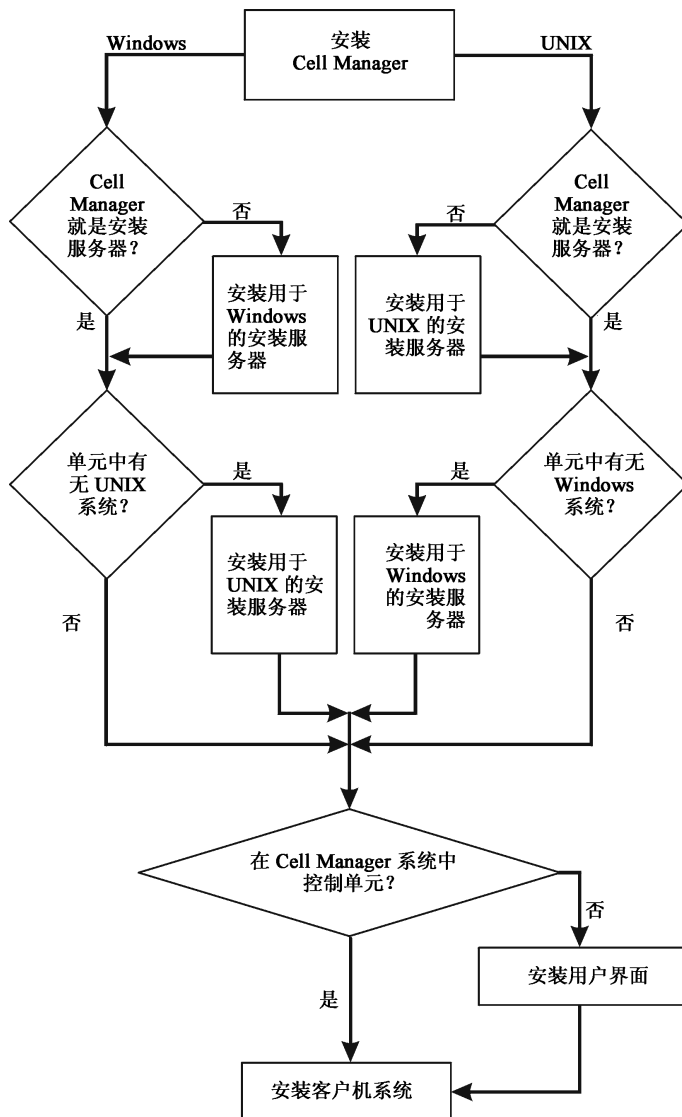 安装
Cell Manager
Windows
UNIX
Cell
Manager
就是安装
服务器？
否
是
安装用于
Windows
的安装服
务器
Cell
Manager
就是安装
服务器？
否
是
安装用于
UNIX 的安
装服务器
单元中有
无 UNIX
系统？
是
否
安装用于
UNIX 的安
装服务器
单元中有无
Windows
系统？
是
否
安装用于
Windows
的安装服
务器
在 Cell Manager 系统中
控制单元？
否
是
安装用户界面
安装客户机系统